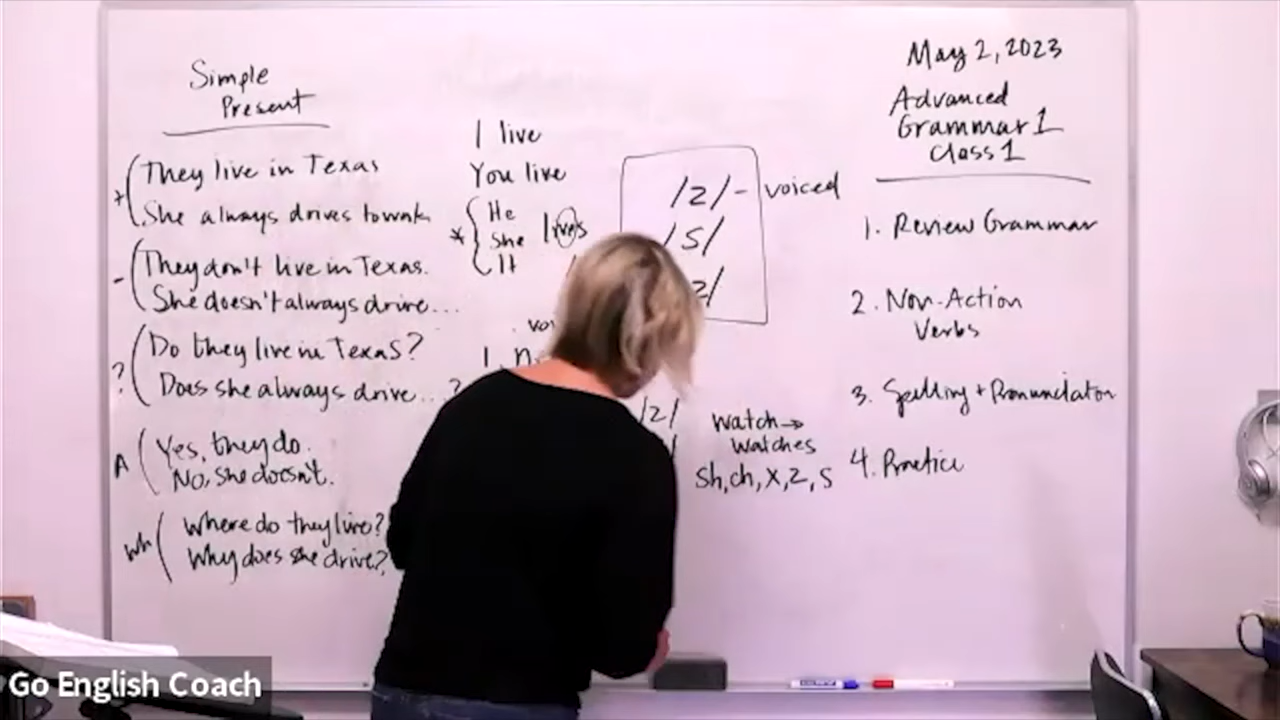 Simple
Present
+ They live in Texas
She always drives to work
- They don't live in Texas.
She doesn't always drive...
? Do they live in Texas?
Does she always drive...?
A Yes, they do.
No, she doesn't.
Wh Where do they live?
Why does she drive?
I live
You live
* He
She lives
It
1.
/z/ - voiced
/S/
z/
/z/
watch →
watches
sh, ch, x, z, s
May 2, 2023
Advanced
Grammar 1
Class 1
1. Review Grammar
2. Non-Action
Verbs
3. Spelling + Pronunciation
4. Practice
Go English Coach